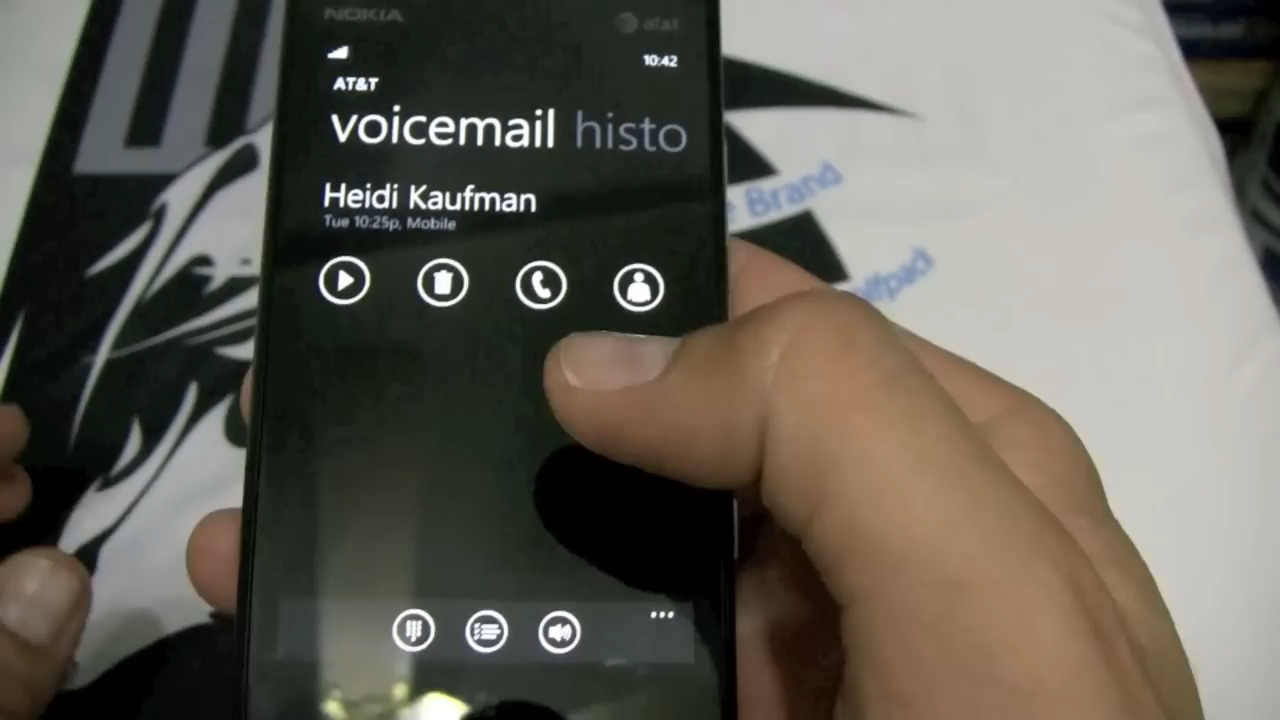 NOKIA
at&t
10:42
AT&T
voicemail histo
Heidi Kaufman
Tue 10:25p, Mobile
Brand